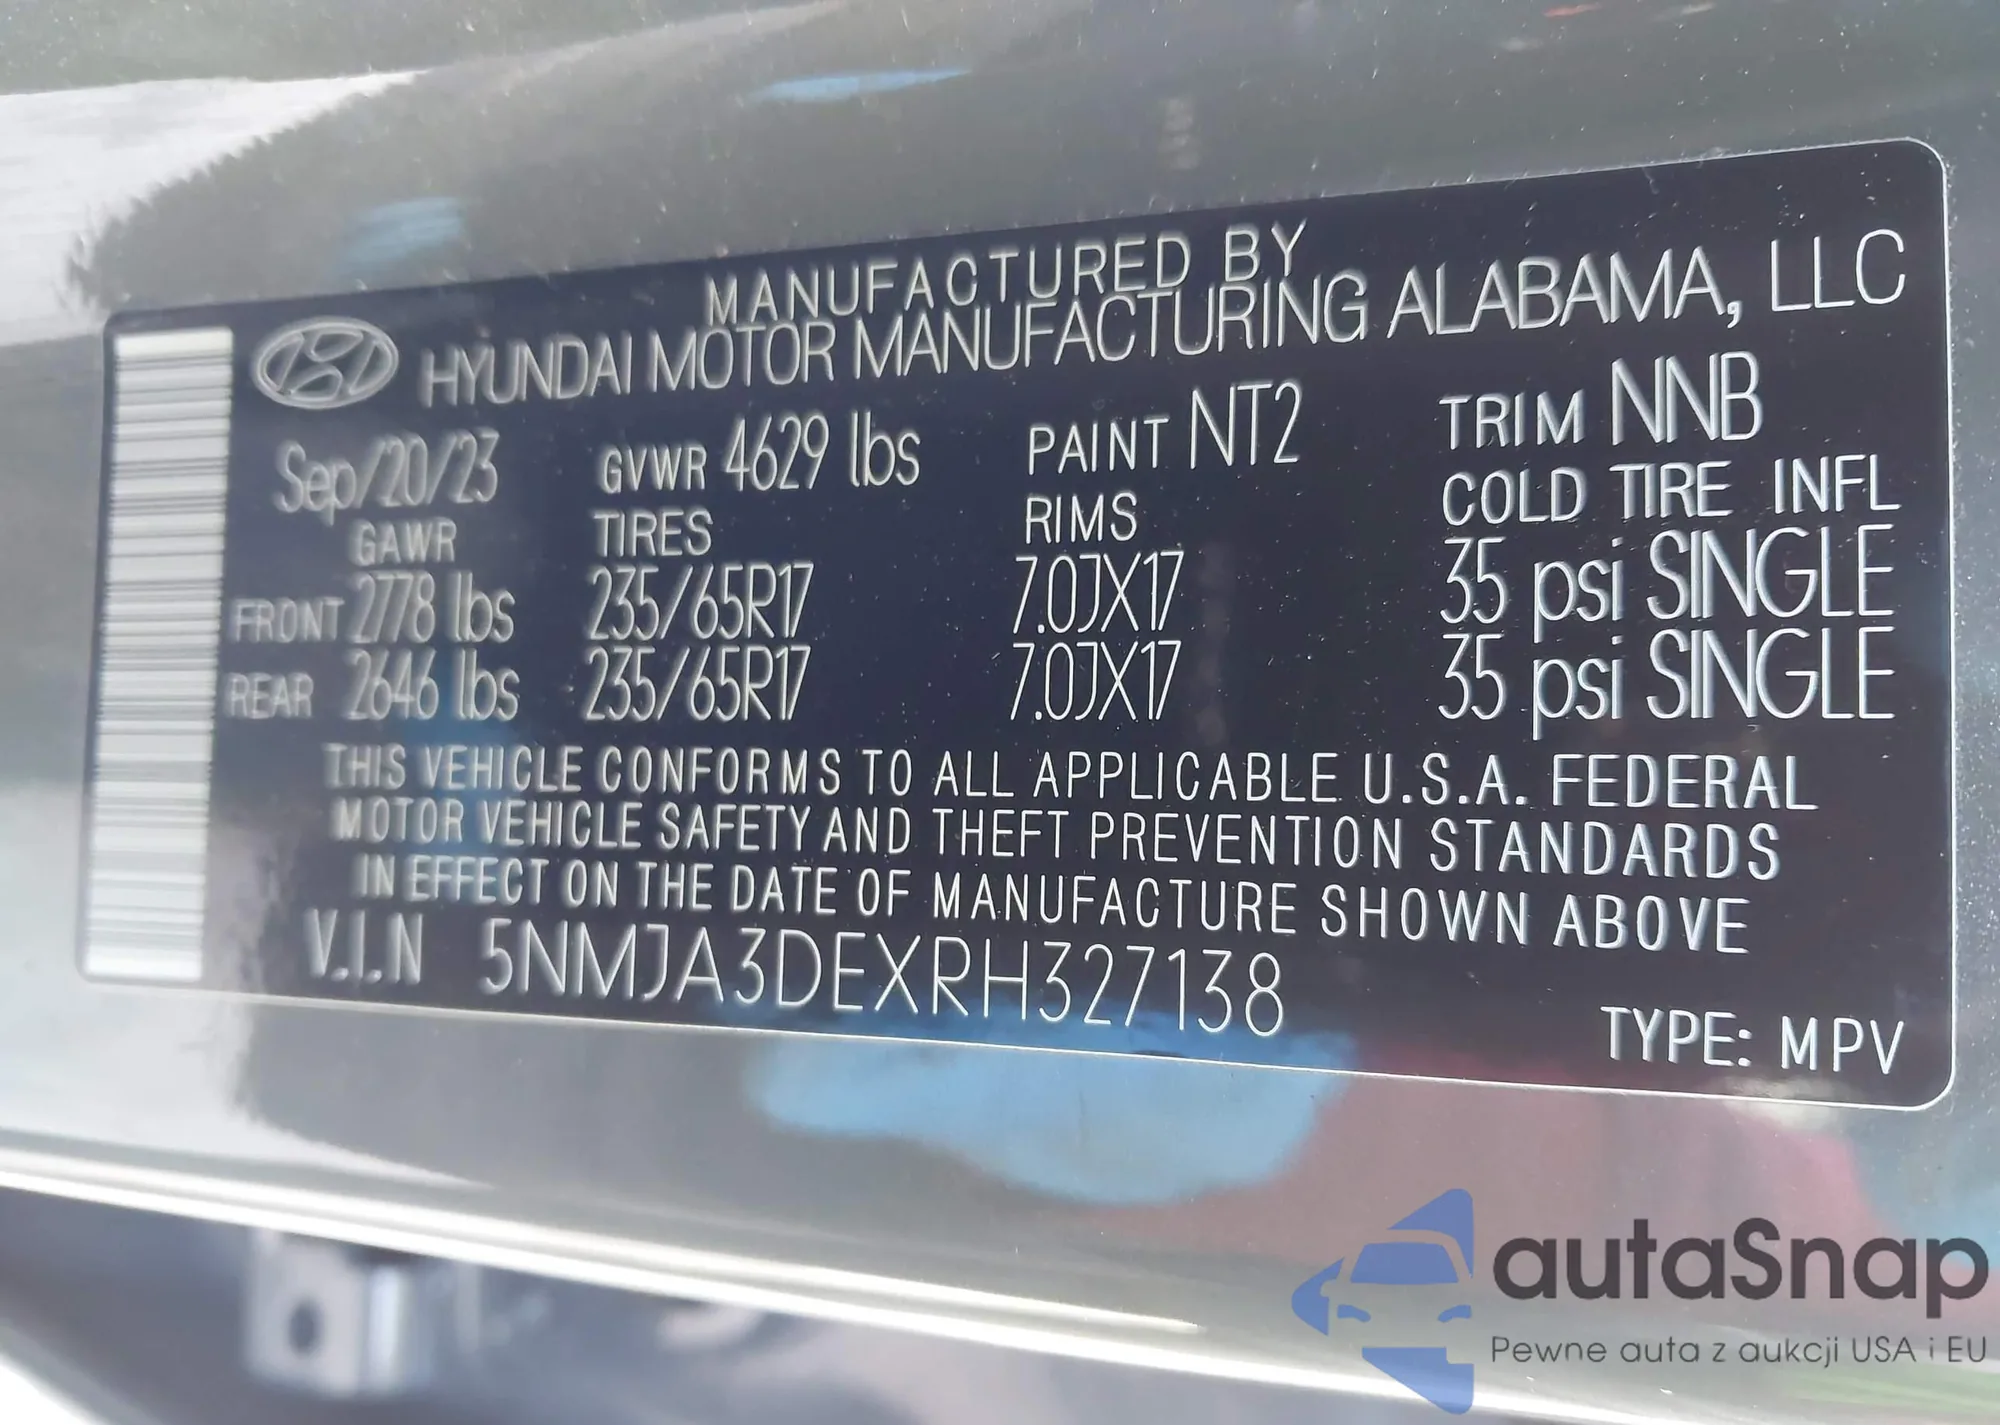 MANUFACTURED BY
HYUNDAI MOTOR MANUFACTURING ALABAMA, LLC
Sep/20/23 GVWR 4629 lbs PAINT NT2 TRIM NNB
GAWR TIRES RIMS COLD TIRE INFL
FRONT 2778 lbs 235/65R17 7.0JX17 35 psi SINGLE
REAR 2646 lbs 235/65R17 7.0JX17 35 psi SINGLE
THIS VEHICLE CONFORMS TO ALL APPLICABLE U.S.A. FEDERAL
MOTOR VEHICLE SAFETY AND THEFT PREVENTION STANDARDS
IN EFFECT ON THE DATE OF MANUFACTURE SHOWN ABOVE
V.I.N 5NMJA3DEXRH327138
TYPE: MPV
autaSnap
Pewne auta z aukcji USA i EU